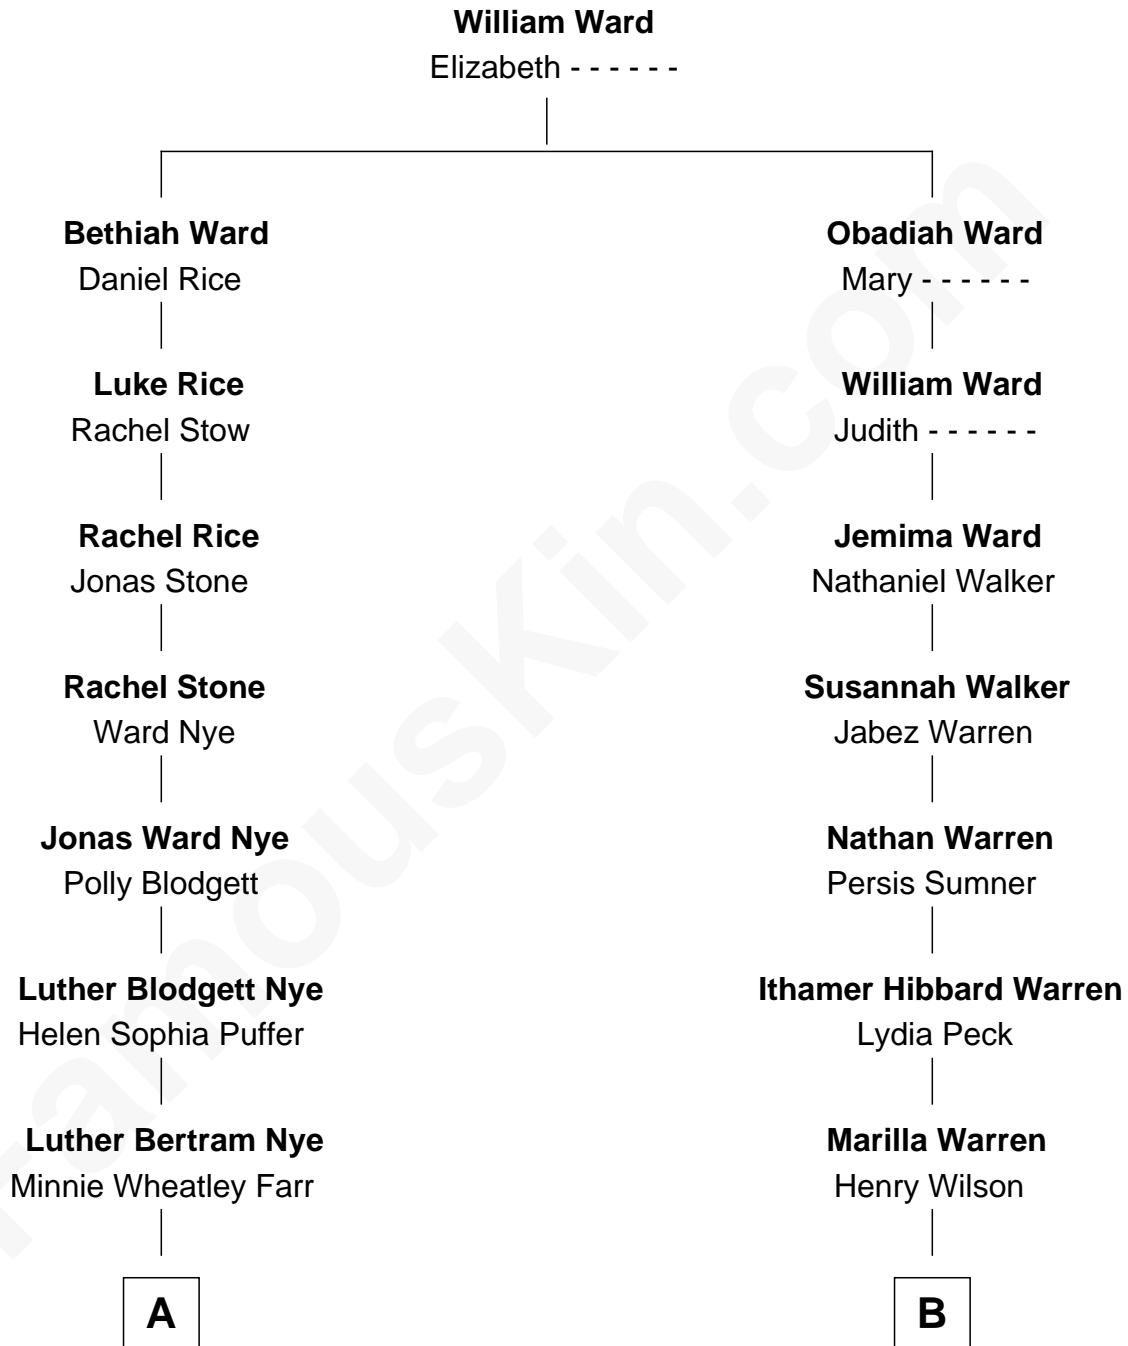 William Ward
Elizabeth - - - - - -
Bethiah Ward
Daniel Rice
Obadiah Ward
Mary - - - - - -
Luke Rice
Rachel Stow
William Ward
Judith - - - - - -
Rachel Rice
Jonas Stone
Jemima Ward
Nathaniel Walker
Rachel Stone
Ward Nye
Susannah Walker
Jabez Warren
Jonas Ward Nye
Polly Blodgett
Nathan Warren
Persis Sumner
Luther Blodgett Nye
Helen Sophia Puffer
Ithamer Hibbard Warren
Lydia Peck
Luther Bertram Nye
Minnie Wheatley Farr
Marilla Warren
Henry Wilson
A
B
FamousKin.com